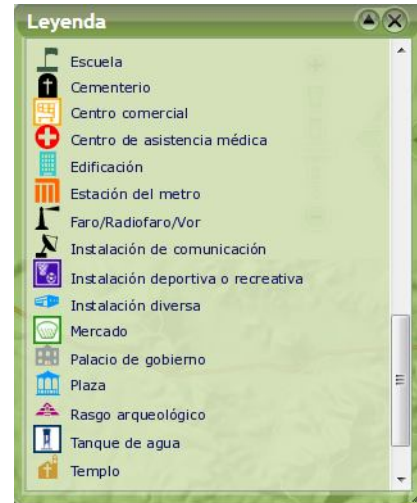 Leyenda
Escuela
Cementerio
Centro comercial
Centro de asistencia médica
Edificación
Estación del metro
Faro/Radiofaro/Vor
Instalación de comunicación
Instalación deportiva o recreativa
Instalación diversa
Mercado
Palacio de gobierno
Plaza
Rasgo arqueológico
Tanque de agua
Templo